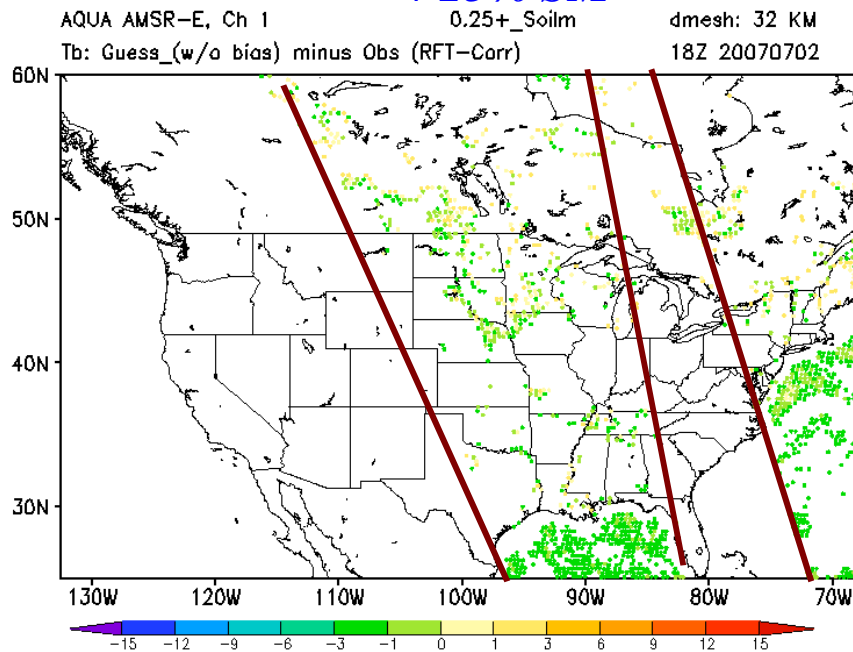 AQUA AMSR-E, Ch 1 0.25+_Soilm dmesh: 32 KM
Tb: Guess_(w/o bias) minus Obs (RFT-Corr) 18Z 20070702
60N
50N
40N
30N
130W 120W 110W 100W 90W 80W 70W
-15 -12 -9 -6 -3 -1 0 1 3 6 9 12 15